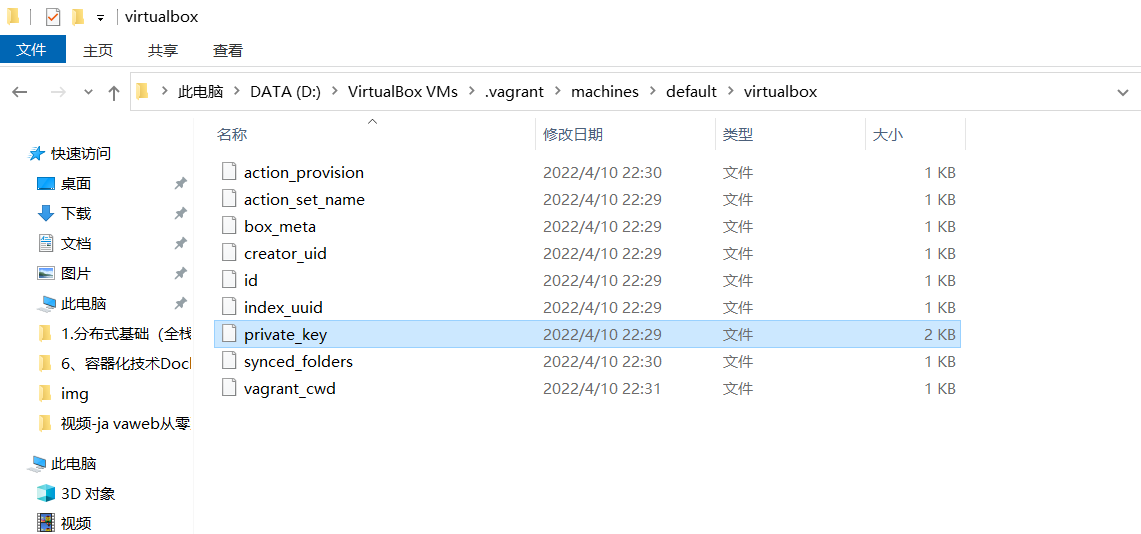 virtualbox
文件 主页 共享 查看
此电脑 DATA (D:) VirtualBox VMs .vagrant machines default virtualbox
快速访问
桌面
下载
文档
图片
此电脑
1.分布式基础（全栈
6、容器化技术Doc
img
视频-ja vaweb从零
此电脑
3D 对象
视频
名称 修改日期 类型 大小
action_provision 2022/4/10 22:30 文件 1 KB
action_set_name 2022/4/10 22:29 文件 1 KB
box_meta 2022/4/10 22:29 文件 1 KB
creator_uid 2022/4/10 22:29 文件 1 KB
id 2022/4/10 22:29 文件 1 KB
index_uuid 2022/4/10 22:29 文件 1 KB
private_key 2022/4/10 22:29 文件 2 KB
synced_folders 2022/4/10 22:30 文件 1 KB
vagrant_cwd 2022/4/10 22:31 文件 1 KB